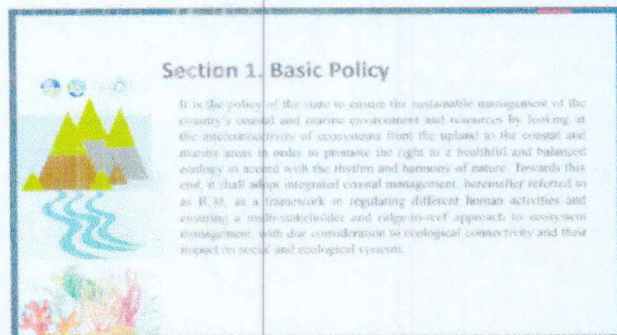 Section 1. Basic Policy
It is the policy of the state to ensure the sustainable management of the
country's coastal and marine environment and resources by looking at
the interconnectivity of ecosystems from the upland to the coastal and
marine areas in order to promote the right to a healthful and balanced
ecology in accord with the rhythm and harmony of nature. Towards this
end, it shall adopt integrated coastal management, hereinafter referred to
as ICM, as a framework in regulating different human activities and
ensuring a multi-stakeholder and ridge-to-reef approach to ecosystem
management, with due consideration to ecological connectivity and their
impact on social and ecological systems.